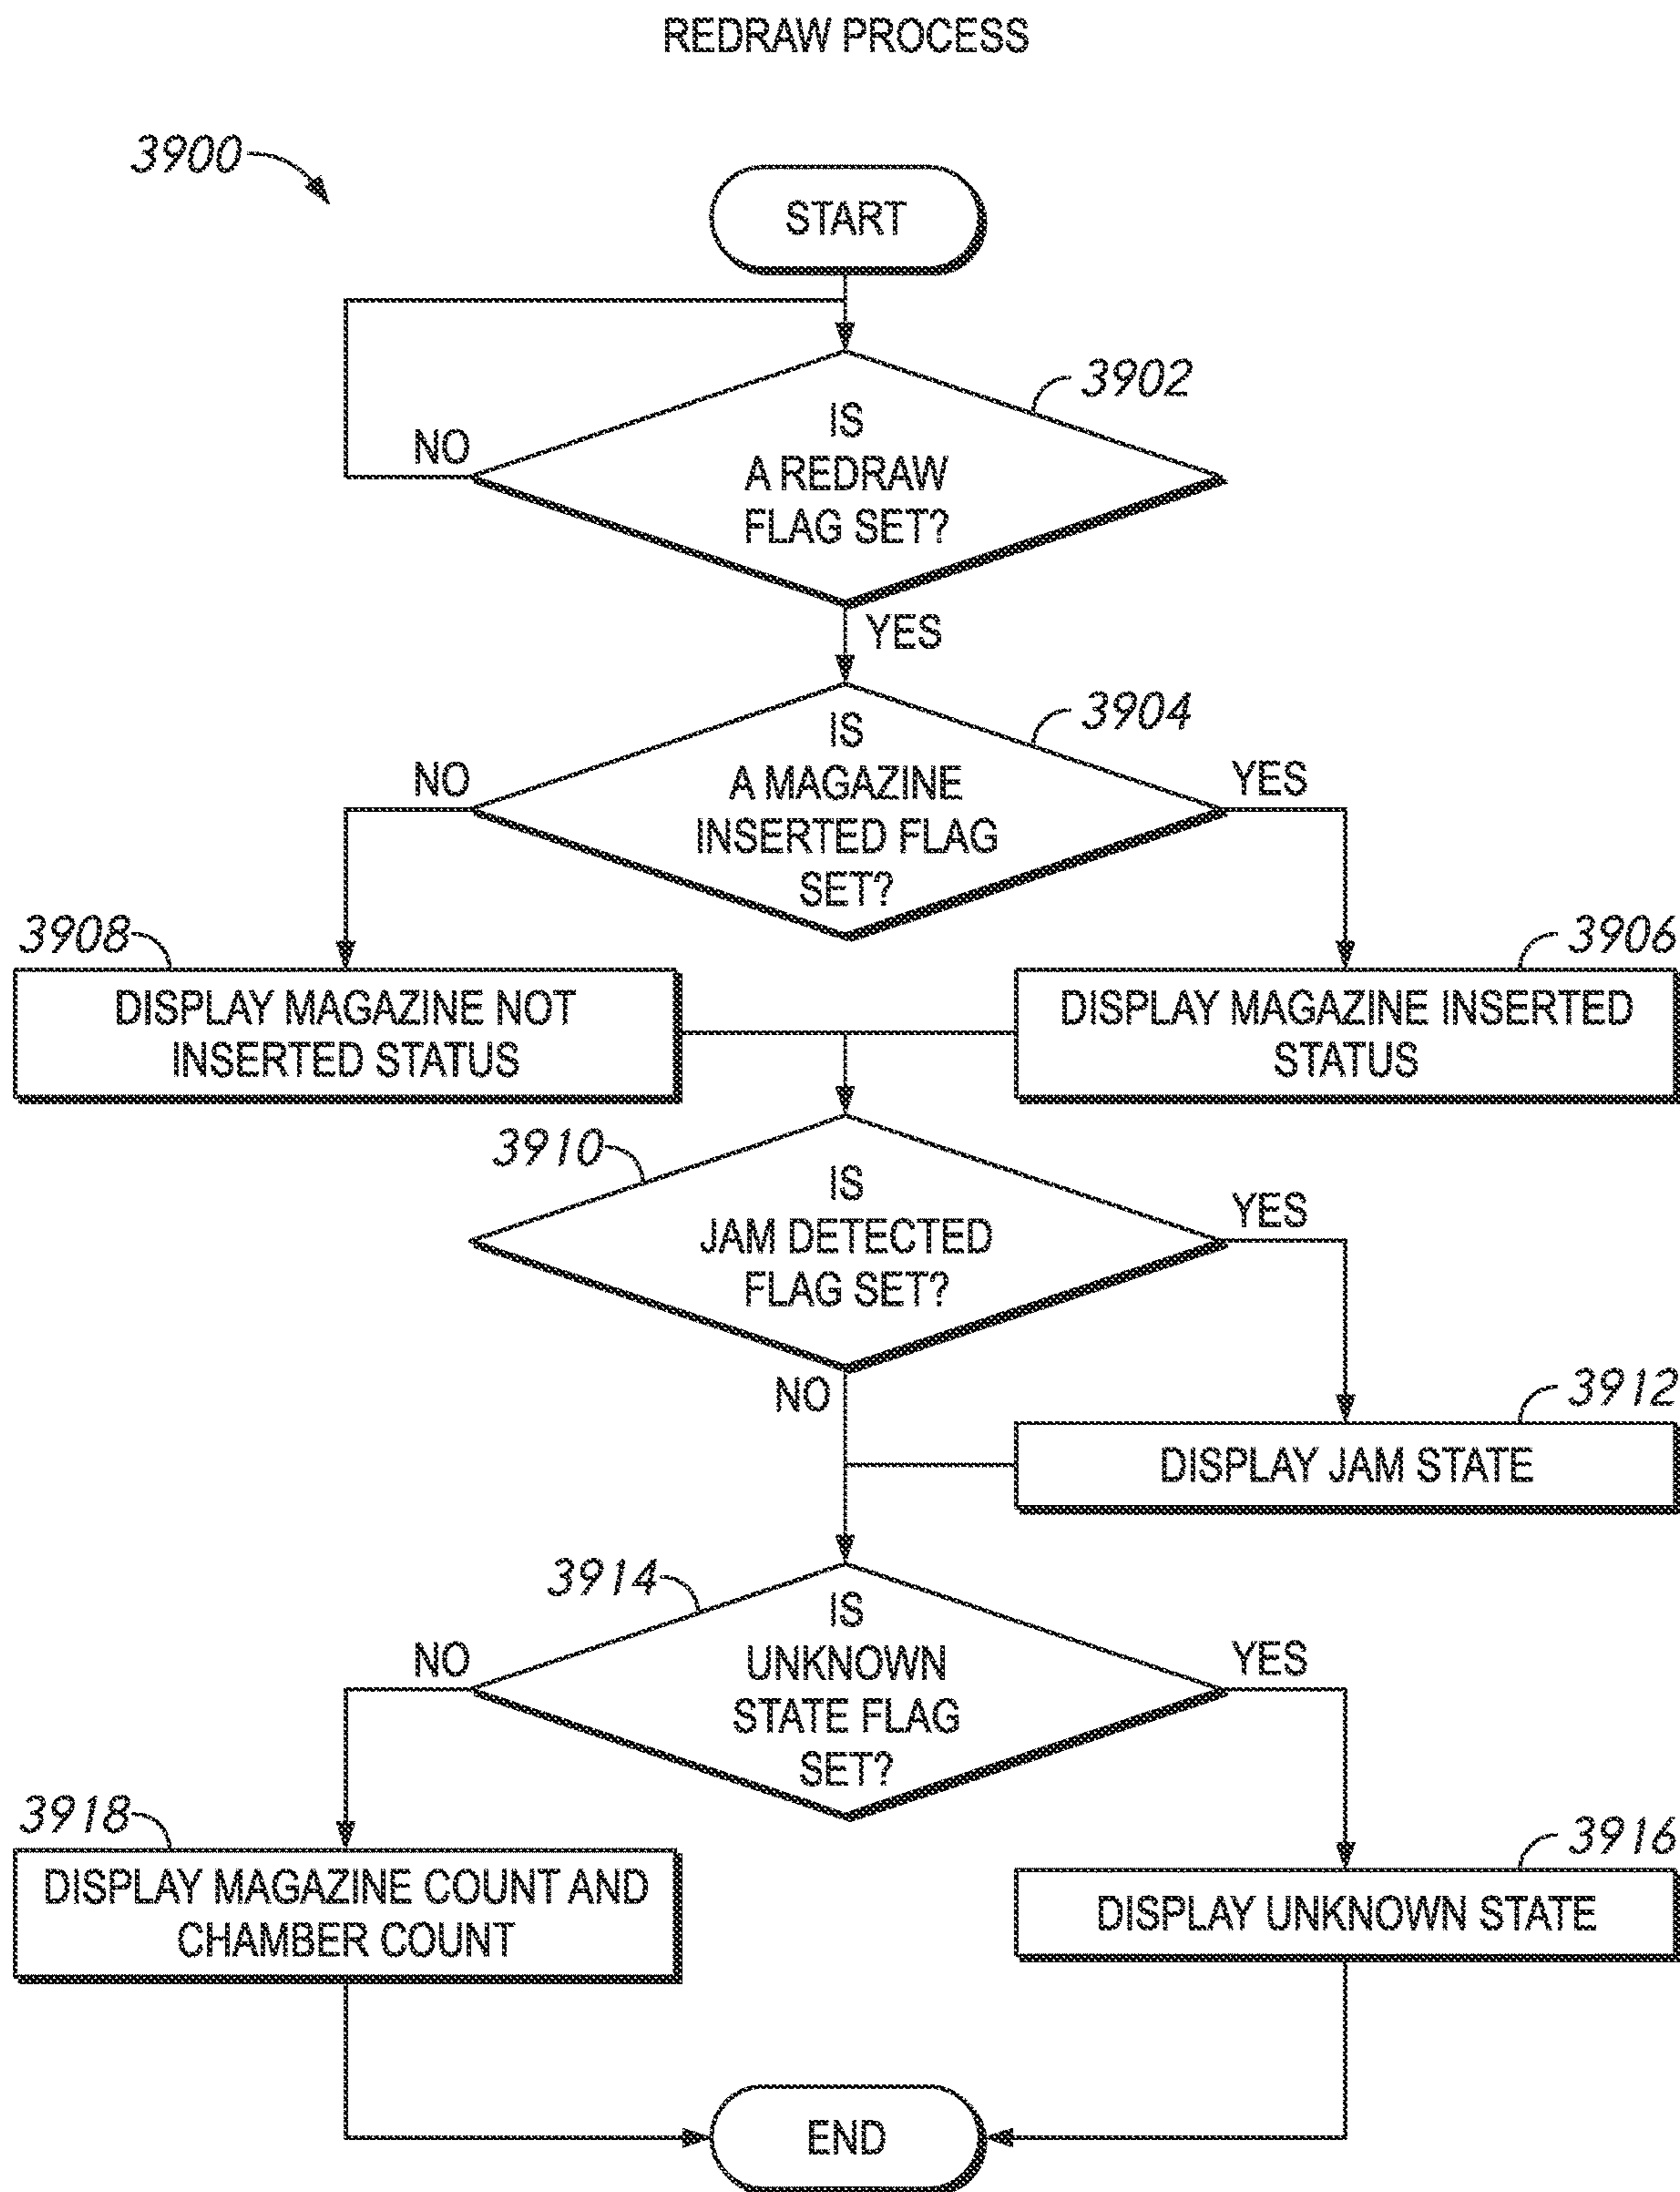 REDRAW PROCESS
3900
START
3902
IS
A REDRAW
FLAG SET?
NO
YES
3904
IS
A MAGAZINE
INSERTED FLAG
SET?
NO
YES
3908
DISPLAY MAGAZINE NOT
INSERTED STATUS
3906
DISPLAY MAGAZINE INSERTED
STATUS
3910
IS
JAM DETECTED
FLAG SET?
YES
NO
3912
DISPLAY JAM STATE
3914
IS
UNKNOWN
STATE FLAG
SET?
NO
YES
3918
DISPLAY MAGAZINE COUNT AND
CHAMBER COUNT
3916
DISPLAY UNKNOWN STATE
END